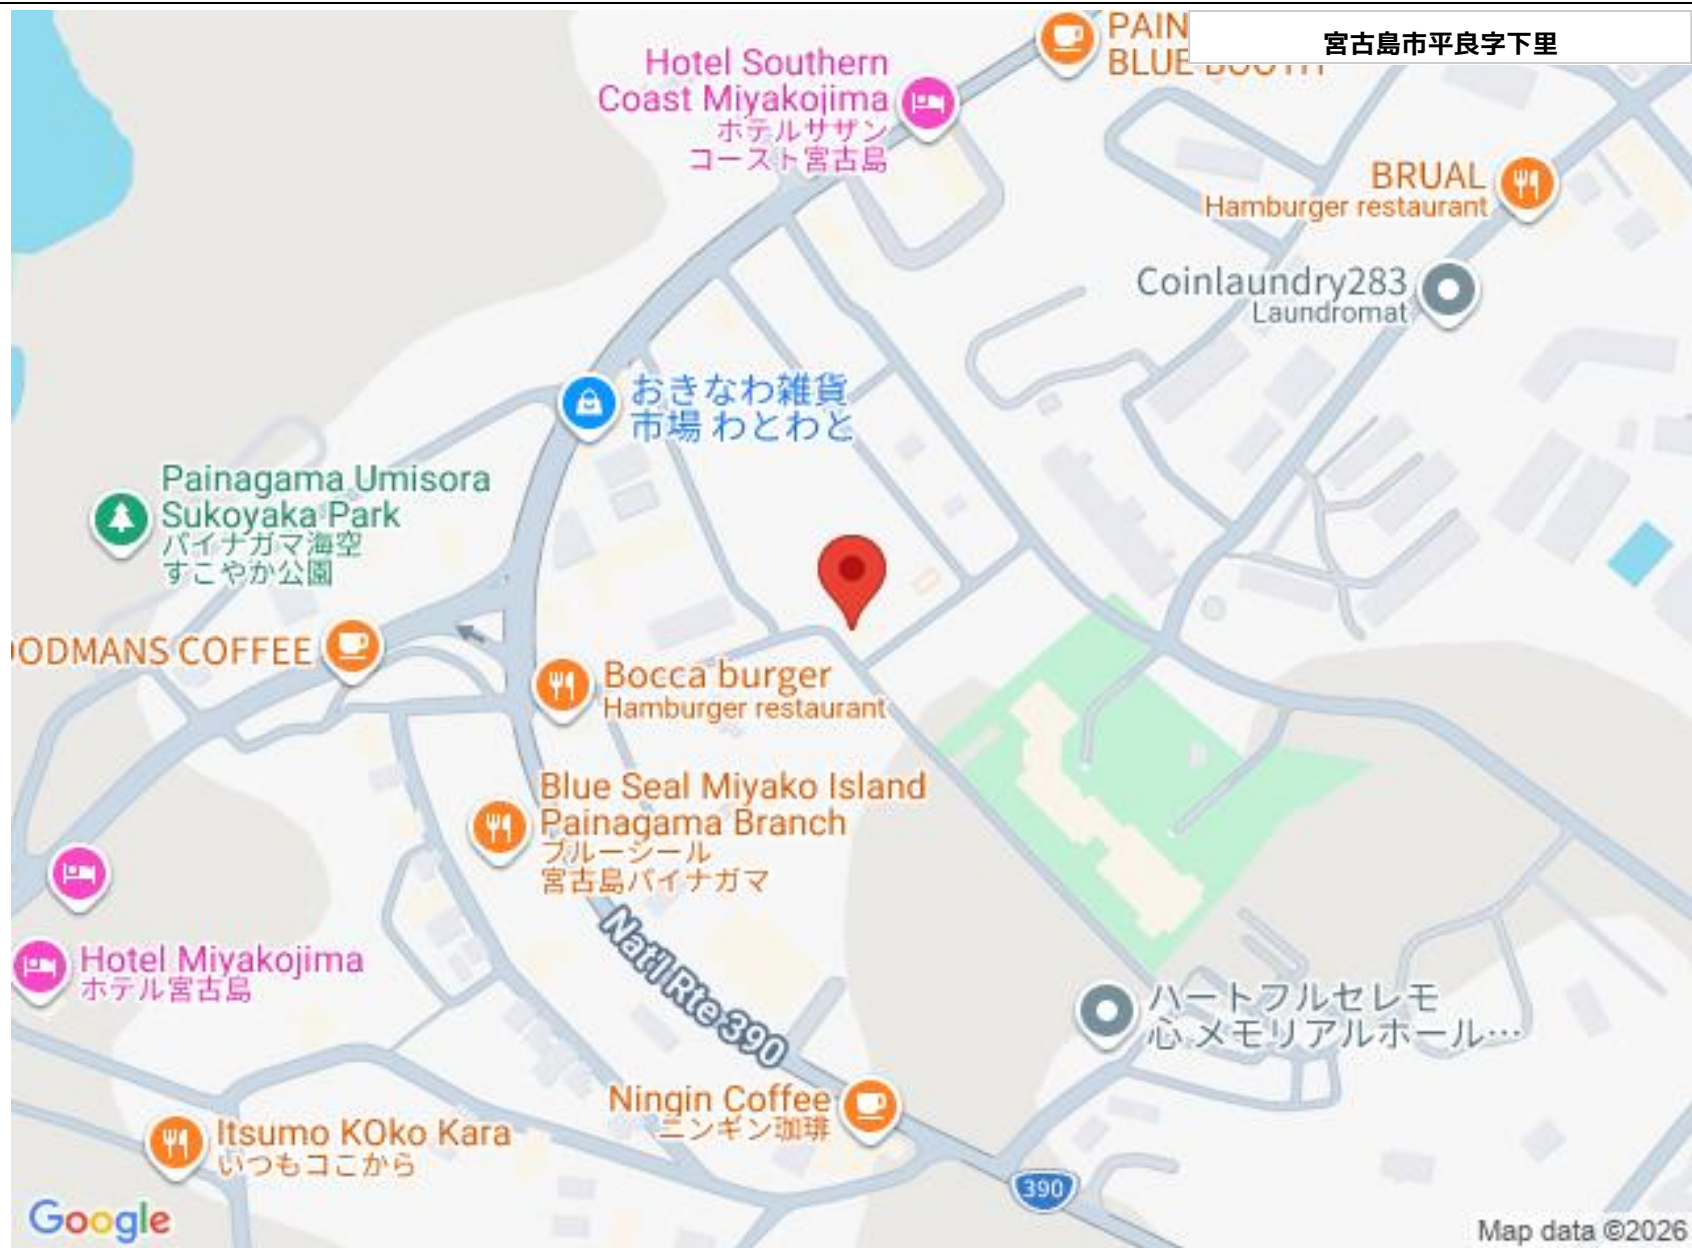 宮古島市平良字下里
PAIN
BLUE BOOTH
Hotel Southern
Coast Miyakojima
ホテルサザン
コースト宮古島
BRUAL
Hamburger restaurant
Coinlaundry283
Laundromat
おきなわ雑貨
市場 わとわと
Painagama Umisora
Sukoyaka Park
パイナガマ海空
すこやか公園
OODMANS COFFEE
Bocca burger
Hamburger restaurant
Blue Seal Miyako Island
Painagama Branch
ブルーシール
宮古島パイナガマ
Nat'l Rte 390
Hotel Miyakojima
ホテル宮古島
ハートフルセレモ
心 メモリアルホール…
Ningin Coffee
ニンギン珈琲
Itsumo KOko Kara
いつもコこから
390
Google
Map data ©2026